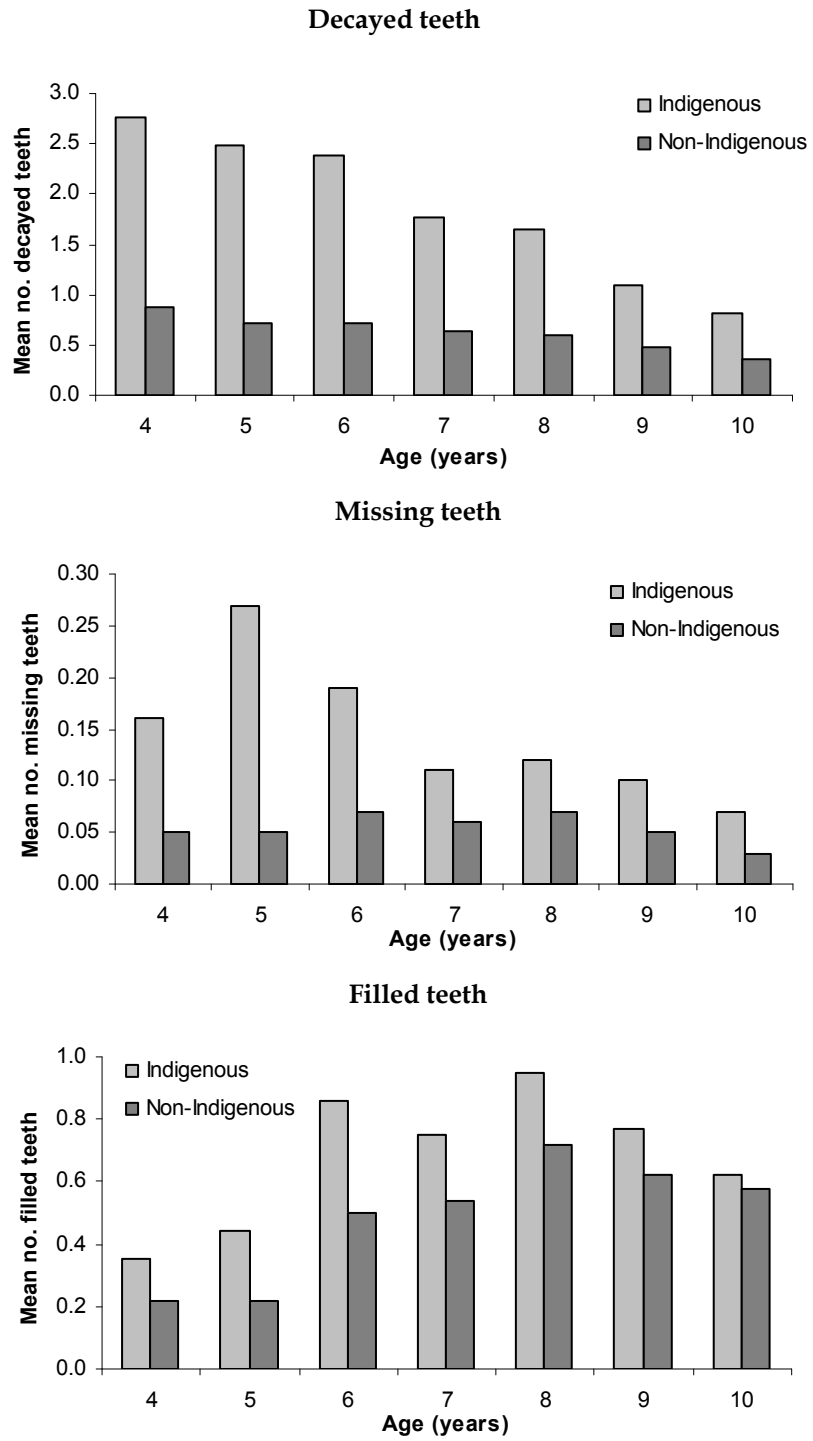 Decayed teeth
3.0
2.5
2.0
1.5
1.0
0.5
0.0
Mean no. decayed teeth
Indigenous
Non-Indigenous
4 5 6 7 8 9 10
Age (years)
Missing teeth
0.30
0.25
0.20
0.15
0.10
0.05
0.00
Mean no. missing teeth
Indigenous
Non-Indigenous
4 5 6 7 8 9 10
Age (years)
Filled teeth
1.0
0.8
0.6
0.4
0.2
0.0
Mean no. filled teeth
Indigenous
Non-Indigenous
4 5 6 7 8 9 10
Age (years)